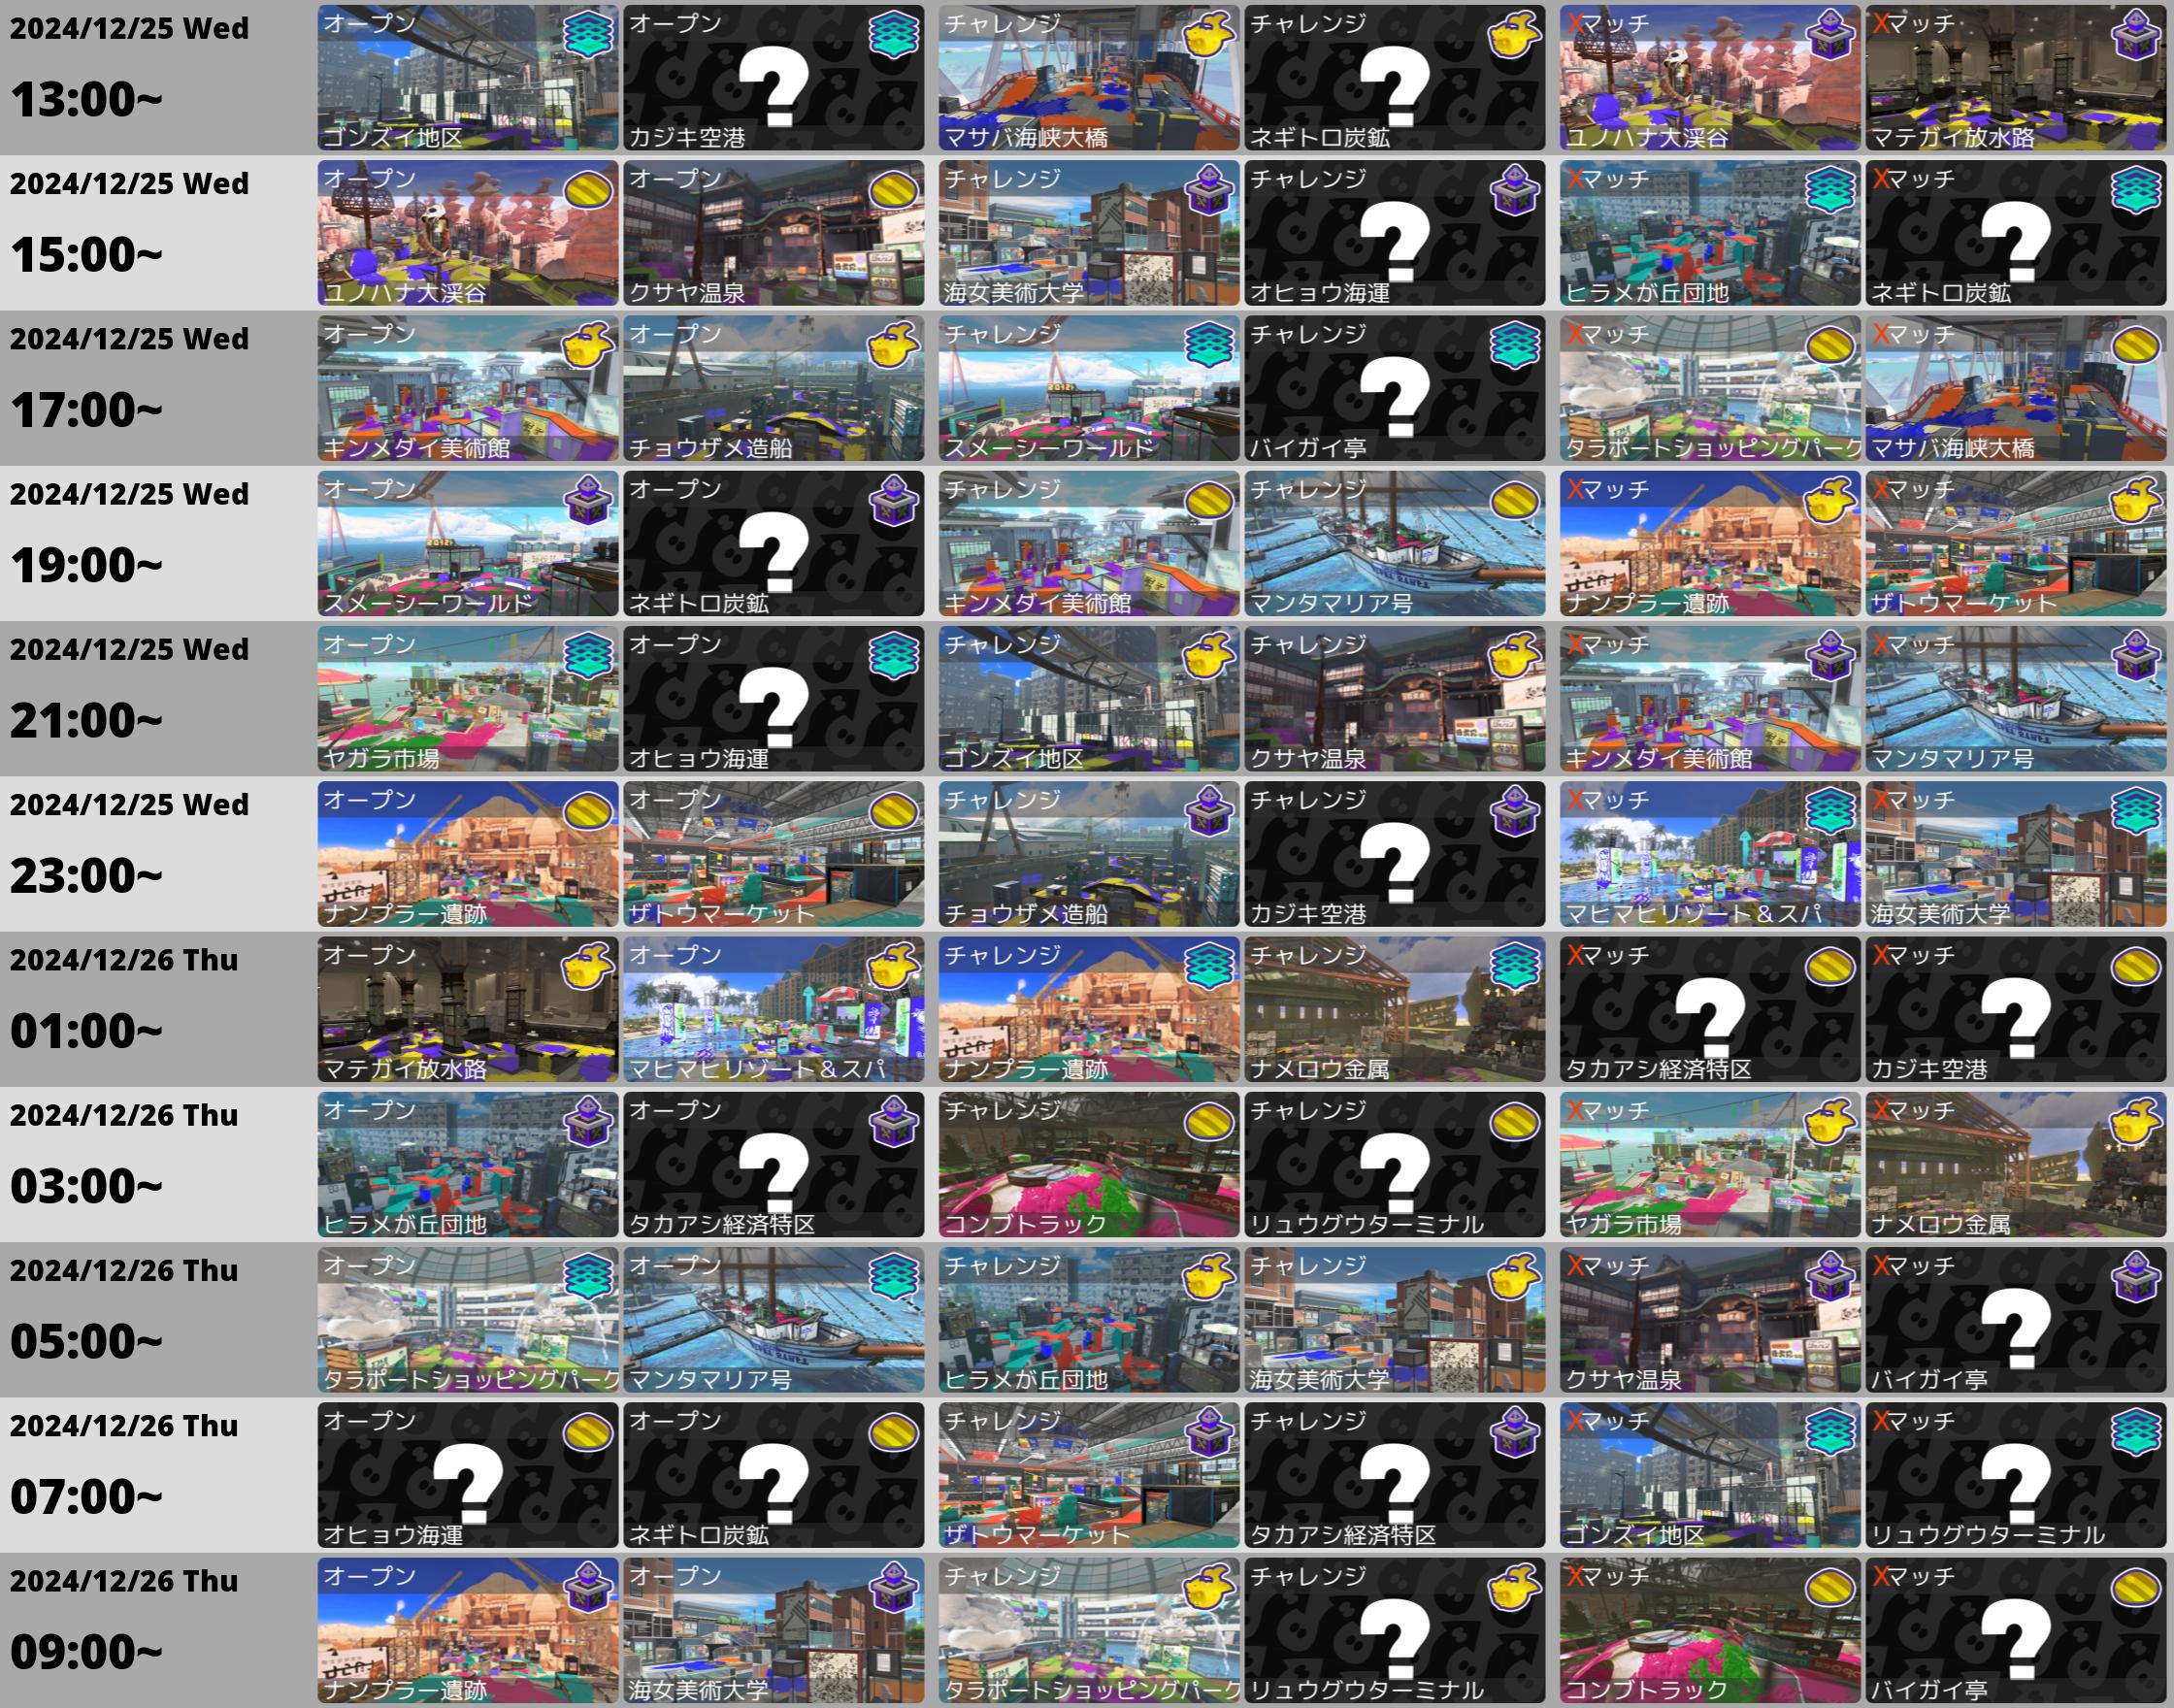 2024/12/25 Wed
13:00~
オープン
ゴンズイ地区
オープン
カジキ空港
チャレンジ
マサバ海峡大橋
チャレンジ
ネギトロ炭鉱
Xマッチ
ユノハナ大渓谷
Xマッチ
マテガイ放水路
2024/12/25 Wed
15:00~
オープン
ユノハナ大渓谷
オープン
クサヤ温泉
チャレンジ
海女美術大学
チャレンジ
オヒョウ海運
Xマッチ
ヒラメが丘団地
Xマッチ
ネギトロ炭鉱
2024/12/25 Wed
17:00~
オープン
キンメダイ美術館
オープン
チョウザメ造船
チャレンジ
スメーシーワールド
チャレンジ
バイガイ亭
Xマッチ
タラポートショッピングパーク
Xマッチ
マサバ海峡大橋
2024/12/25 Wed
19:00~
オープン
スメーシーワールド
オープン
ネギトロ炭鉱
チャレンジ
キンメダイ美術館
チャレンジ
マンタマリア号
Xマッチ
ナンプラー遺跡
Xマッチ
ザトウマーケット
2024/12/25 Wed
21:00~
オープン
ヤガラ市場
オープン
オヒョウ海運
チャレンジ
ゴンズイ地区
チャレンジ
クサヤ温泉
Xマッチ
キンメダイ美術館
Xマッチ
マンタマリア号
2024/12/25 Wed
23:00~
オープン
ナンプラー遺跡
オープン
ザトウマーケット
チャレンジ
チョウザメ造船
チャレンジ
カジキ空港
Xマッチ
マヒマヒリゾート＆スパ
Xマッチ
海女美術大学
2024/12/26 Thu
01:00~
オープン
マテガイ放水路
オープン
マヒマヒリゾート＆スパ
チャレンジ
ナンプラー遺跡
チャレンジ
ナメロウ金属
Xマッチ
タカアシ経済特区
Xマッチ
カジキ空港
2024/12/26 Thu
03:00~
オープン
ヒラメが丘団地
オープン
タカアシ経済特区
チャレンジ
コンブトラック
チャレンジ
リュウグウターミナル
Xマッチ
ヤガラ市場
Xマッチ
ナメロウ金属
2024/12/26 Thu
05:00~
オープン
タラポートショッピングパーク
オープン
マンタマリア号
チャレンジ
ヒラメが丘団地
チャレンジ
海女美術大学
Xマッチ
クサヤ温泉
Xマッチ
バイガイ亭
2024/12/26 Thu
07:00~
オープン
オヒョウ海運
オープン
ネギトロ炭鉱
チャレンジ
ザトウマーケット
チャレンジ
タカアシ経済特区
Xマッチ
ゴンズイ地区
Xマッチ
リュウグウターミナル
2024/12/26 Thu
09:00~
オープン
ナンプラー遺跡
オープン
海女美術大学
チャレンジ
タラポートショッピングパーク
チャレンジ
リュウグウターミナル
Xマッチ
コンブトラック
Xマッチ
バイガイ亭